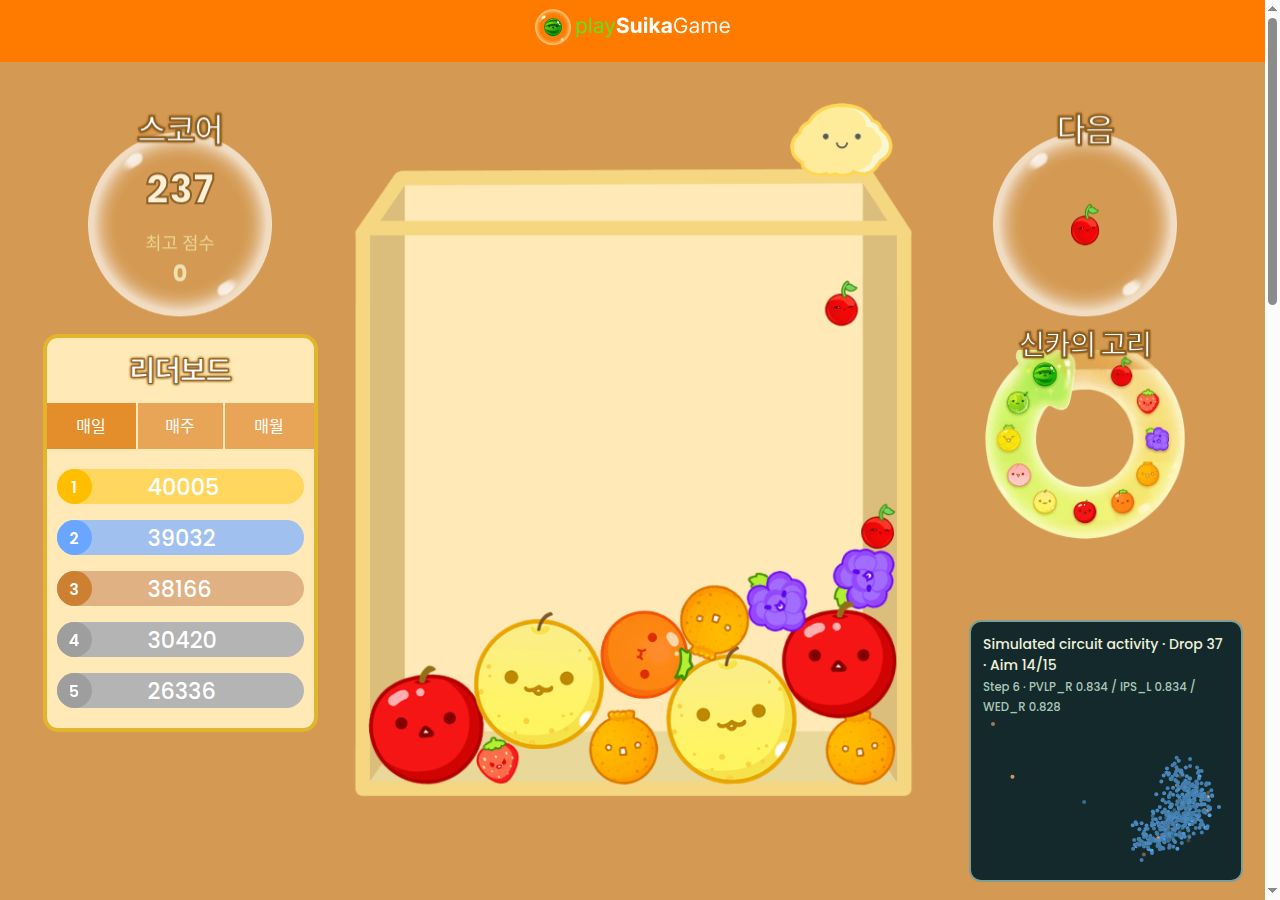 playSuikaGame
스코어
237
최고 점수
0
다음
신카의 고리
리더보드
매일 매주 매월
1 40005
2 39032
3 38166
4 30420
5 26336
Simulated circuit activity · Drop 37
· Aim 14/15
Step 6 · PVLP_R 0.834 / IPS_L 0.834 /
WED_R 0.828